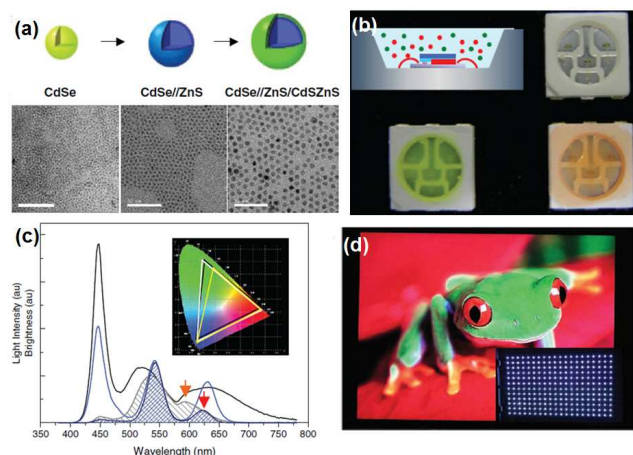 (a)
CdSe
CdSe//ZnS
CdSe//ZnS/CdSZnS
(b)
(c)
Light Intensity (au)
Brightness (au)
350 400 450 500 550 600 650 700 750 800
Wavelength (nm)
(d)